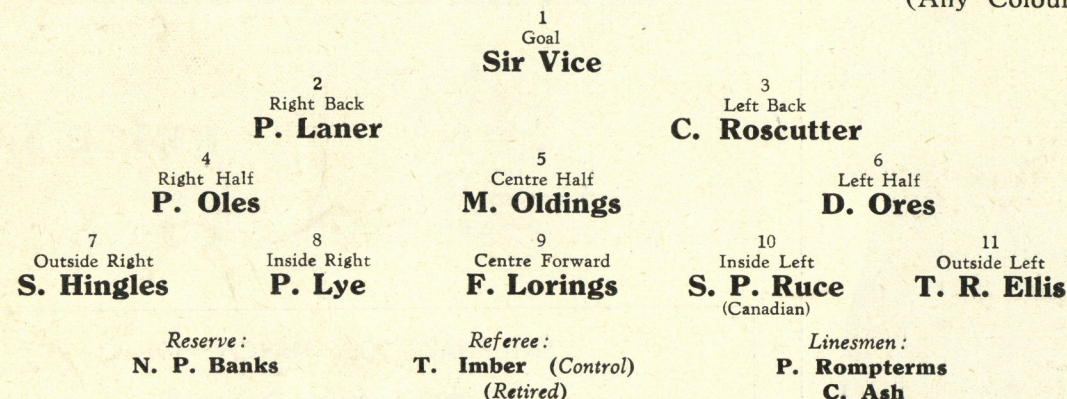 (Any Colour
1
Goal
Sir Vice
2
Right Back
P. Laner
3
Left Back
C. Roscutter
4
Right Half
P. Oles
5
Centre Half
M. Oldings
6
Left Half
D. Ores
7
Outside Right
S. Hingles
8
Inside Right
P. Lye
9
Centre Forward
F. Lorings
10
Inside Left
S. P. Ruce
(Canadian)
11
Outside Left
T. R. Ellis
Reserve:
N. P. Banks
Referee:
T. Imber (Control)
(Retired)
Linesmen:
P. Rompterms
C. Ash